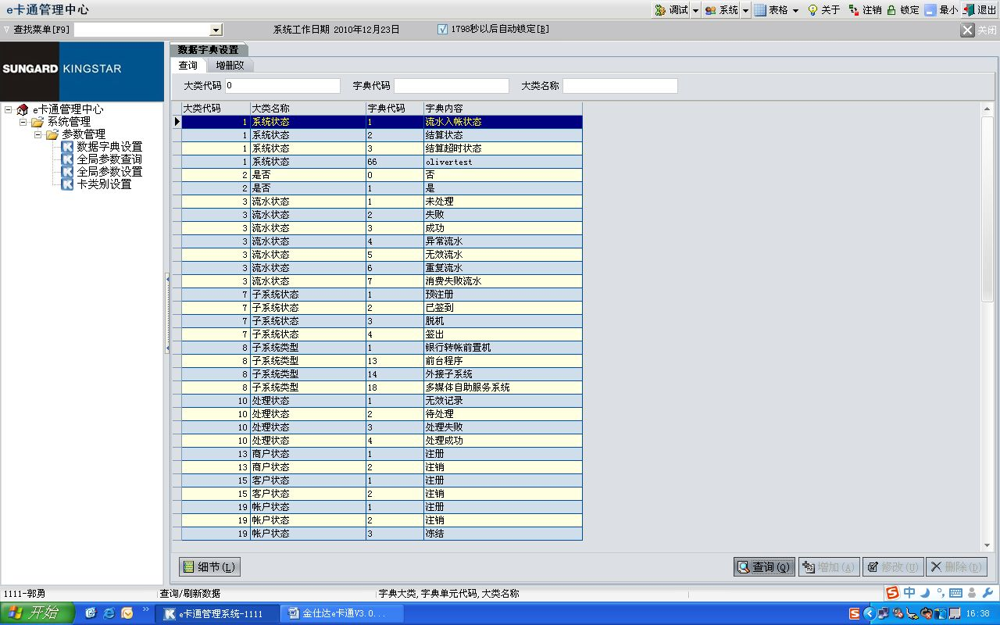 e卡通管理中心 调试 系统 表格 关于 注销 锁定 最小 退出
查找菜单[F9] 系统工作日期 2010年12月23日 1798秒以后自动锁定[B] 关闭
SUNGARD KINGSTAR
e卡通管理中心
系统管理
参数管理
数据字典设置
全局参数查询
全局参数设置
卡类别设置
数据字典设置
查询 增删改
大类代码 0 字典代码 大类名称
大类代码 大类名称 字典代码 字典内容
1 系统状态 1 流水入帐状态
1 系统状态 2 结算状态
1 系统状态 3 结算超时状态
1 系统状态 66 olivertest
2 是否 0 否
2 是否 1 是
3 流水状态 1 未处理
3 流水状态 2 失败
3 流水状态 3 成功
3 流水状态 4 异常流水
3 流水状态 5 无效流水
3 流水状态 6 重复流水
3 流水状态 7 消费失败流水
7 子系统状态 1 预注册
7 子系统状态 2 已签到
7 子系统状态 3 脱机
7 子系统状态 4 签出
8 子系统类型 1 银行转帐前置机
8 子系统类型 13 前台程序
8 子系统类型 14 外接子系统
8 子系统类型 18 多媒体自助服务系统
10 处理状态 1 无效记录
10 处理状态 2 待处理
10 处理状态 3 处理失败
10 处理状态 4 处理成功
13 商户状态 1 注册
13 商户状态 2 注销
15 客户状态 1 注册
15 客户状态 2 注销
19 帐户状态 1 注册
19 帐户状态 2 注销
19 帐户状态 3 冻结
细节(L) 查询(Q) 增加(A) 修改(U) 删除(D)
1111-郭勇 查询/刷新数据 字典大类,字典单元代码,大类名称 中
开始 e卡通管理系统-1111 金仕达e卡通V3.0... 16:38